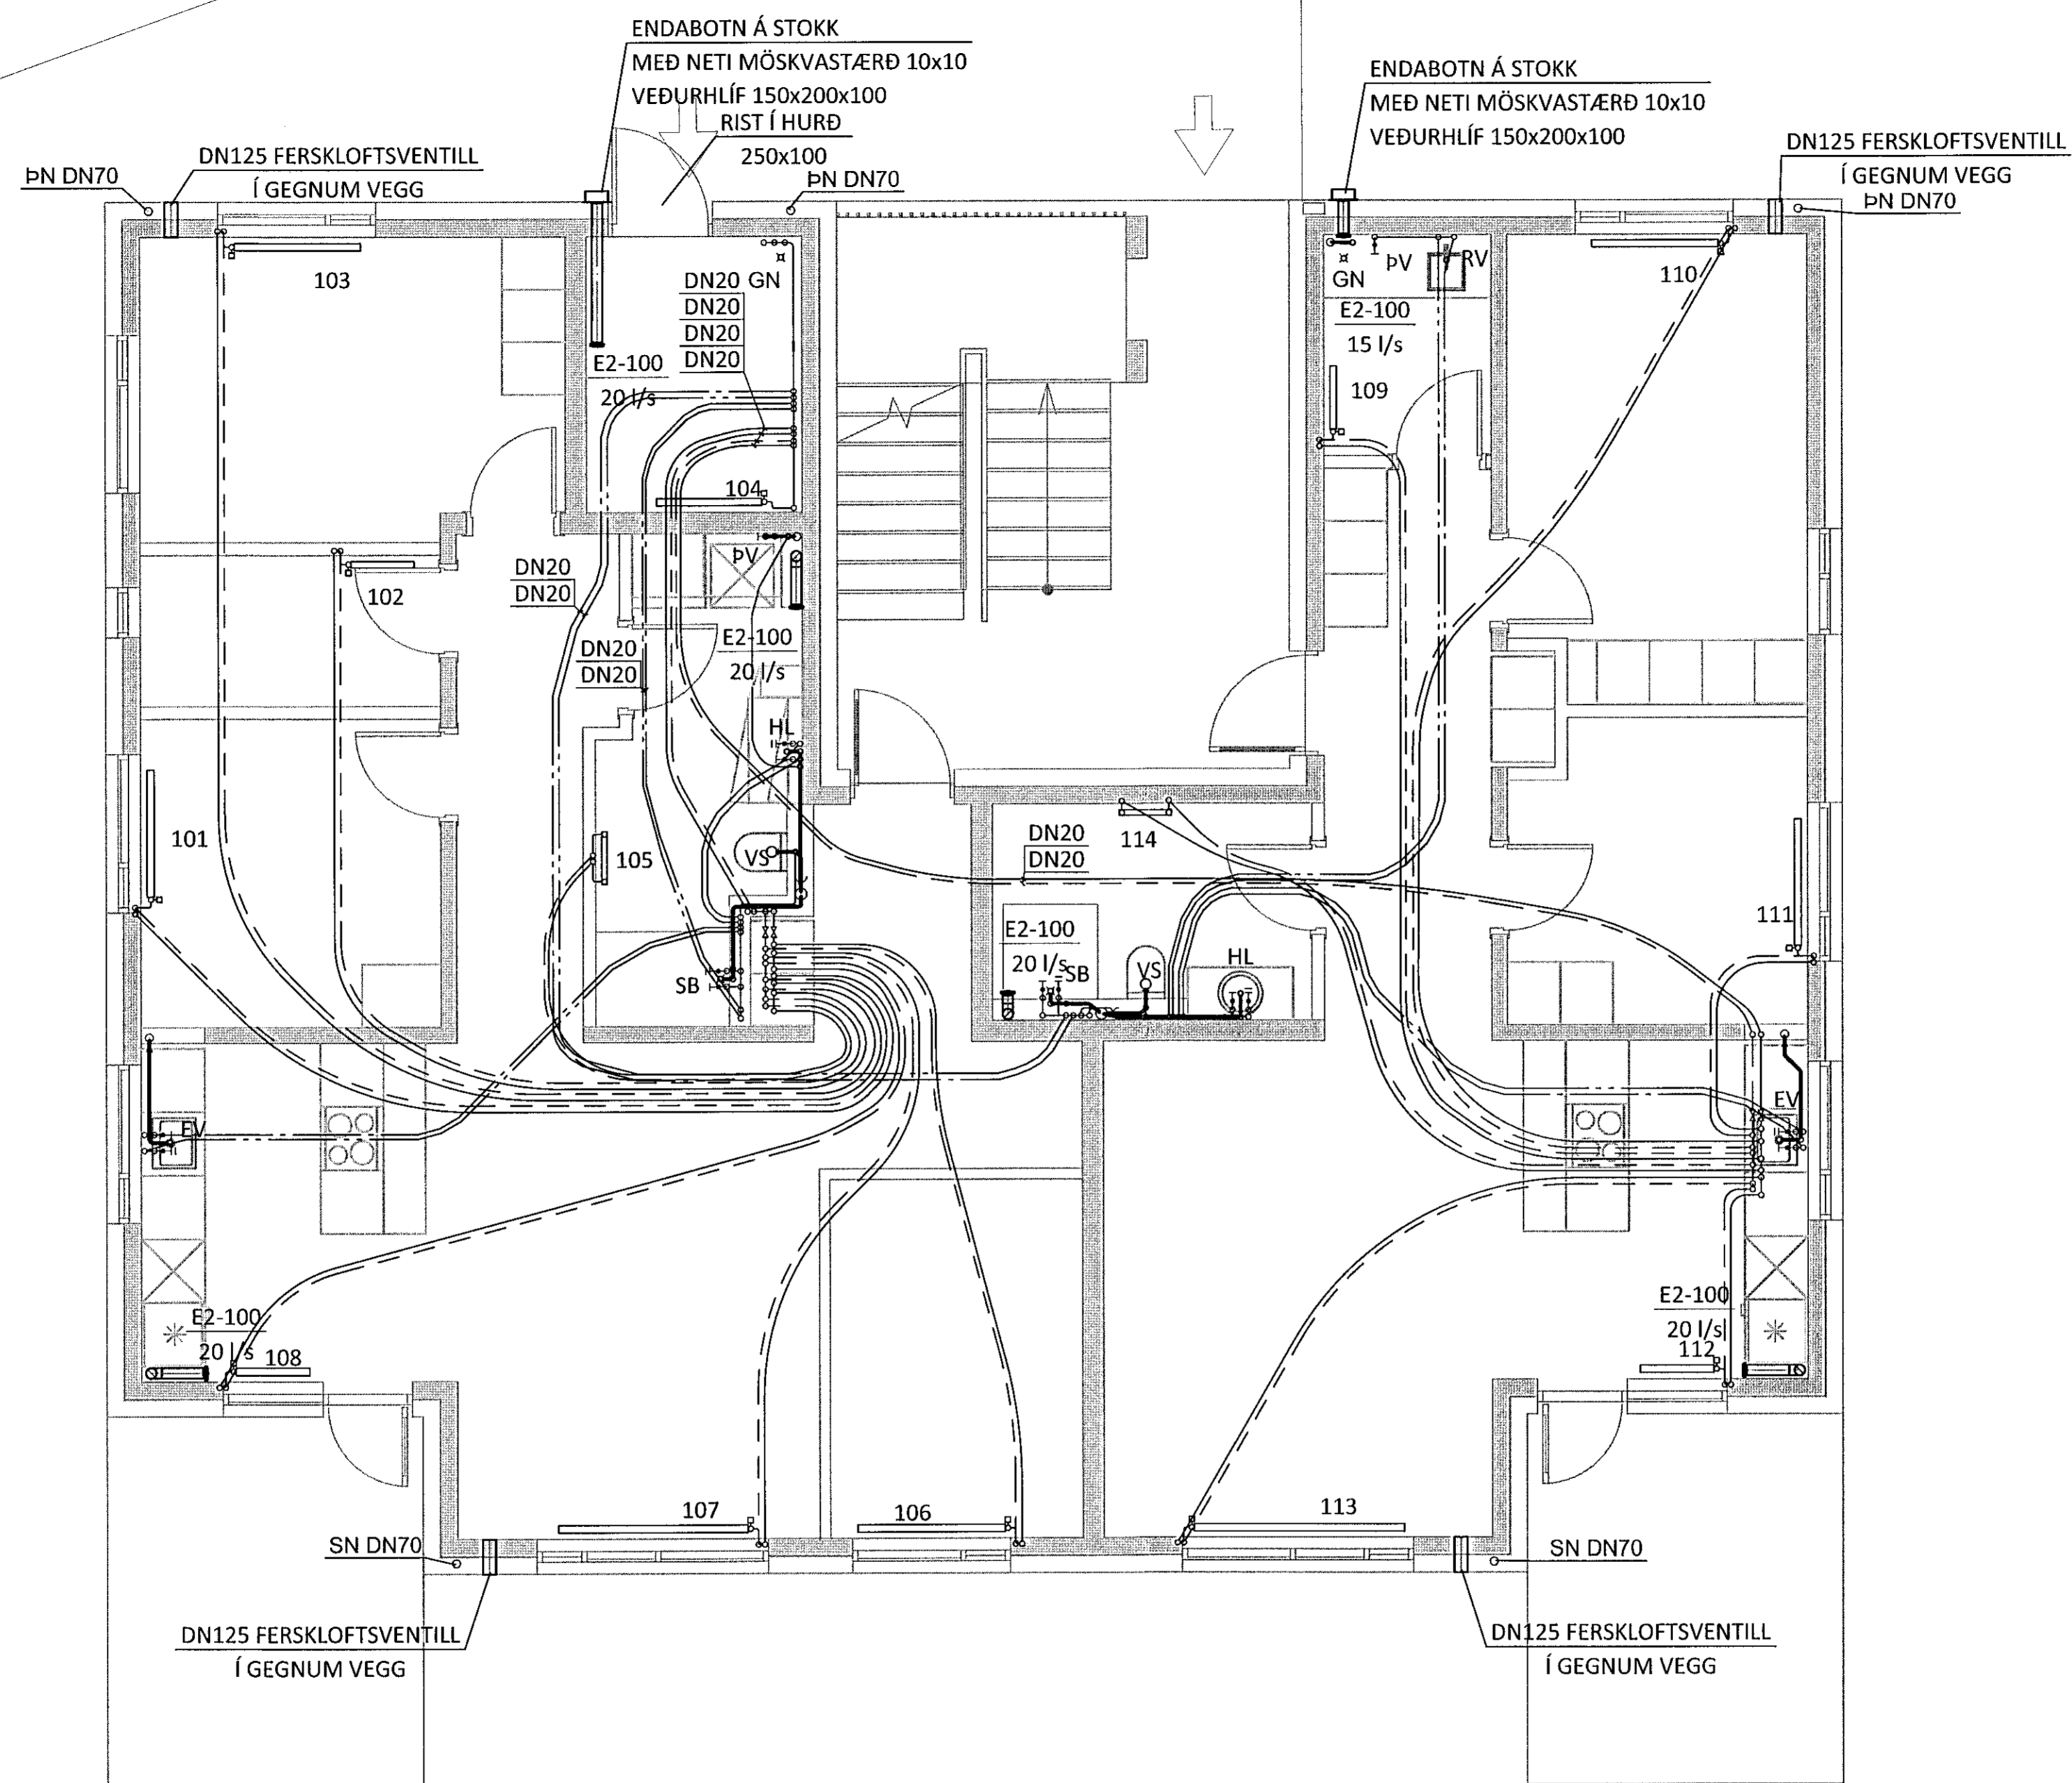 ENDABOTN Á STOKK
MEÐ NETI MÖSKVASTÆRÐ 10x10
VEÐURHLÍF 150x200x100
RIST Í HURÐ
250x100
ENDABOTN Á STOKK
MEÐ NETI MÖSKVASTÆRÐ 10x10
VEÐURHLÍF 150x200x100
DN125 FERSKLOFTSVENTILL
Í GEGNUM VEGG
ÞN DN70
DN125 FERSKLOFTSVENTILL
Í GEGNUM VEGG
ÞN DN70
ÞN DN70
103
DN20 GN
DN20
DN20
DN20
E2-100
20 l/s
GN
ÞV
RV
110
E2-100
15 l/s
109
104
ÞV
DN20
DN20
102
E2-100
20 l/s
DN20
DN20
HL
101
105
VS
114
DN20
DN20
111
E2-100
20 l/s
SB
VS
HL
SB
EV
EV
E2-100
20 l/s
108
E2-100
20 l/s
112
107
106
113
SN DN70
SN DN70
DN125 FERSKLOFTSVENTILL
Í GEGNUM VEGG
DN125 FERSKLOFTSVENTILL
Í GEGNUM VEGG